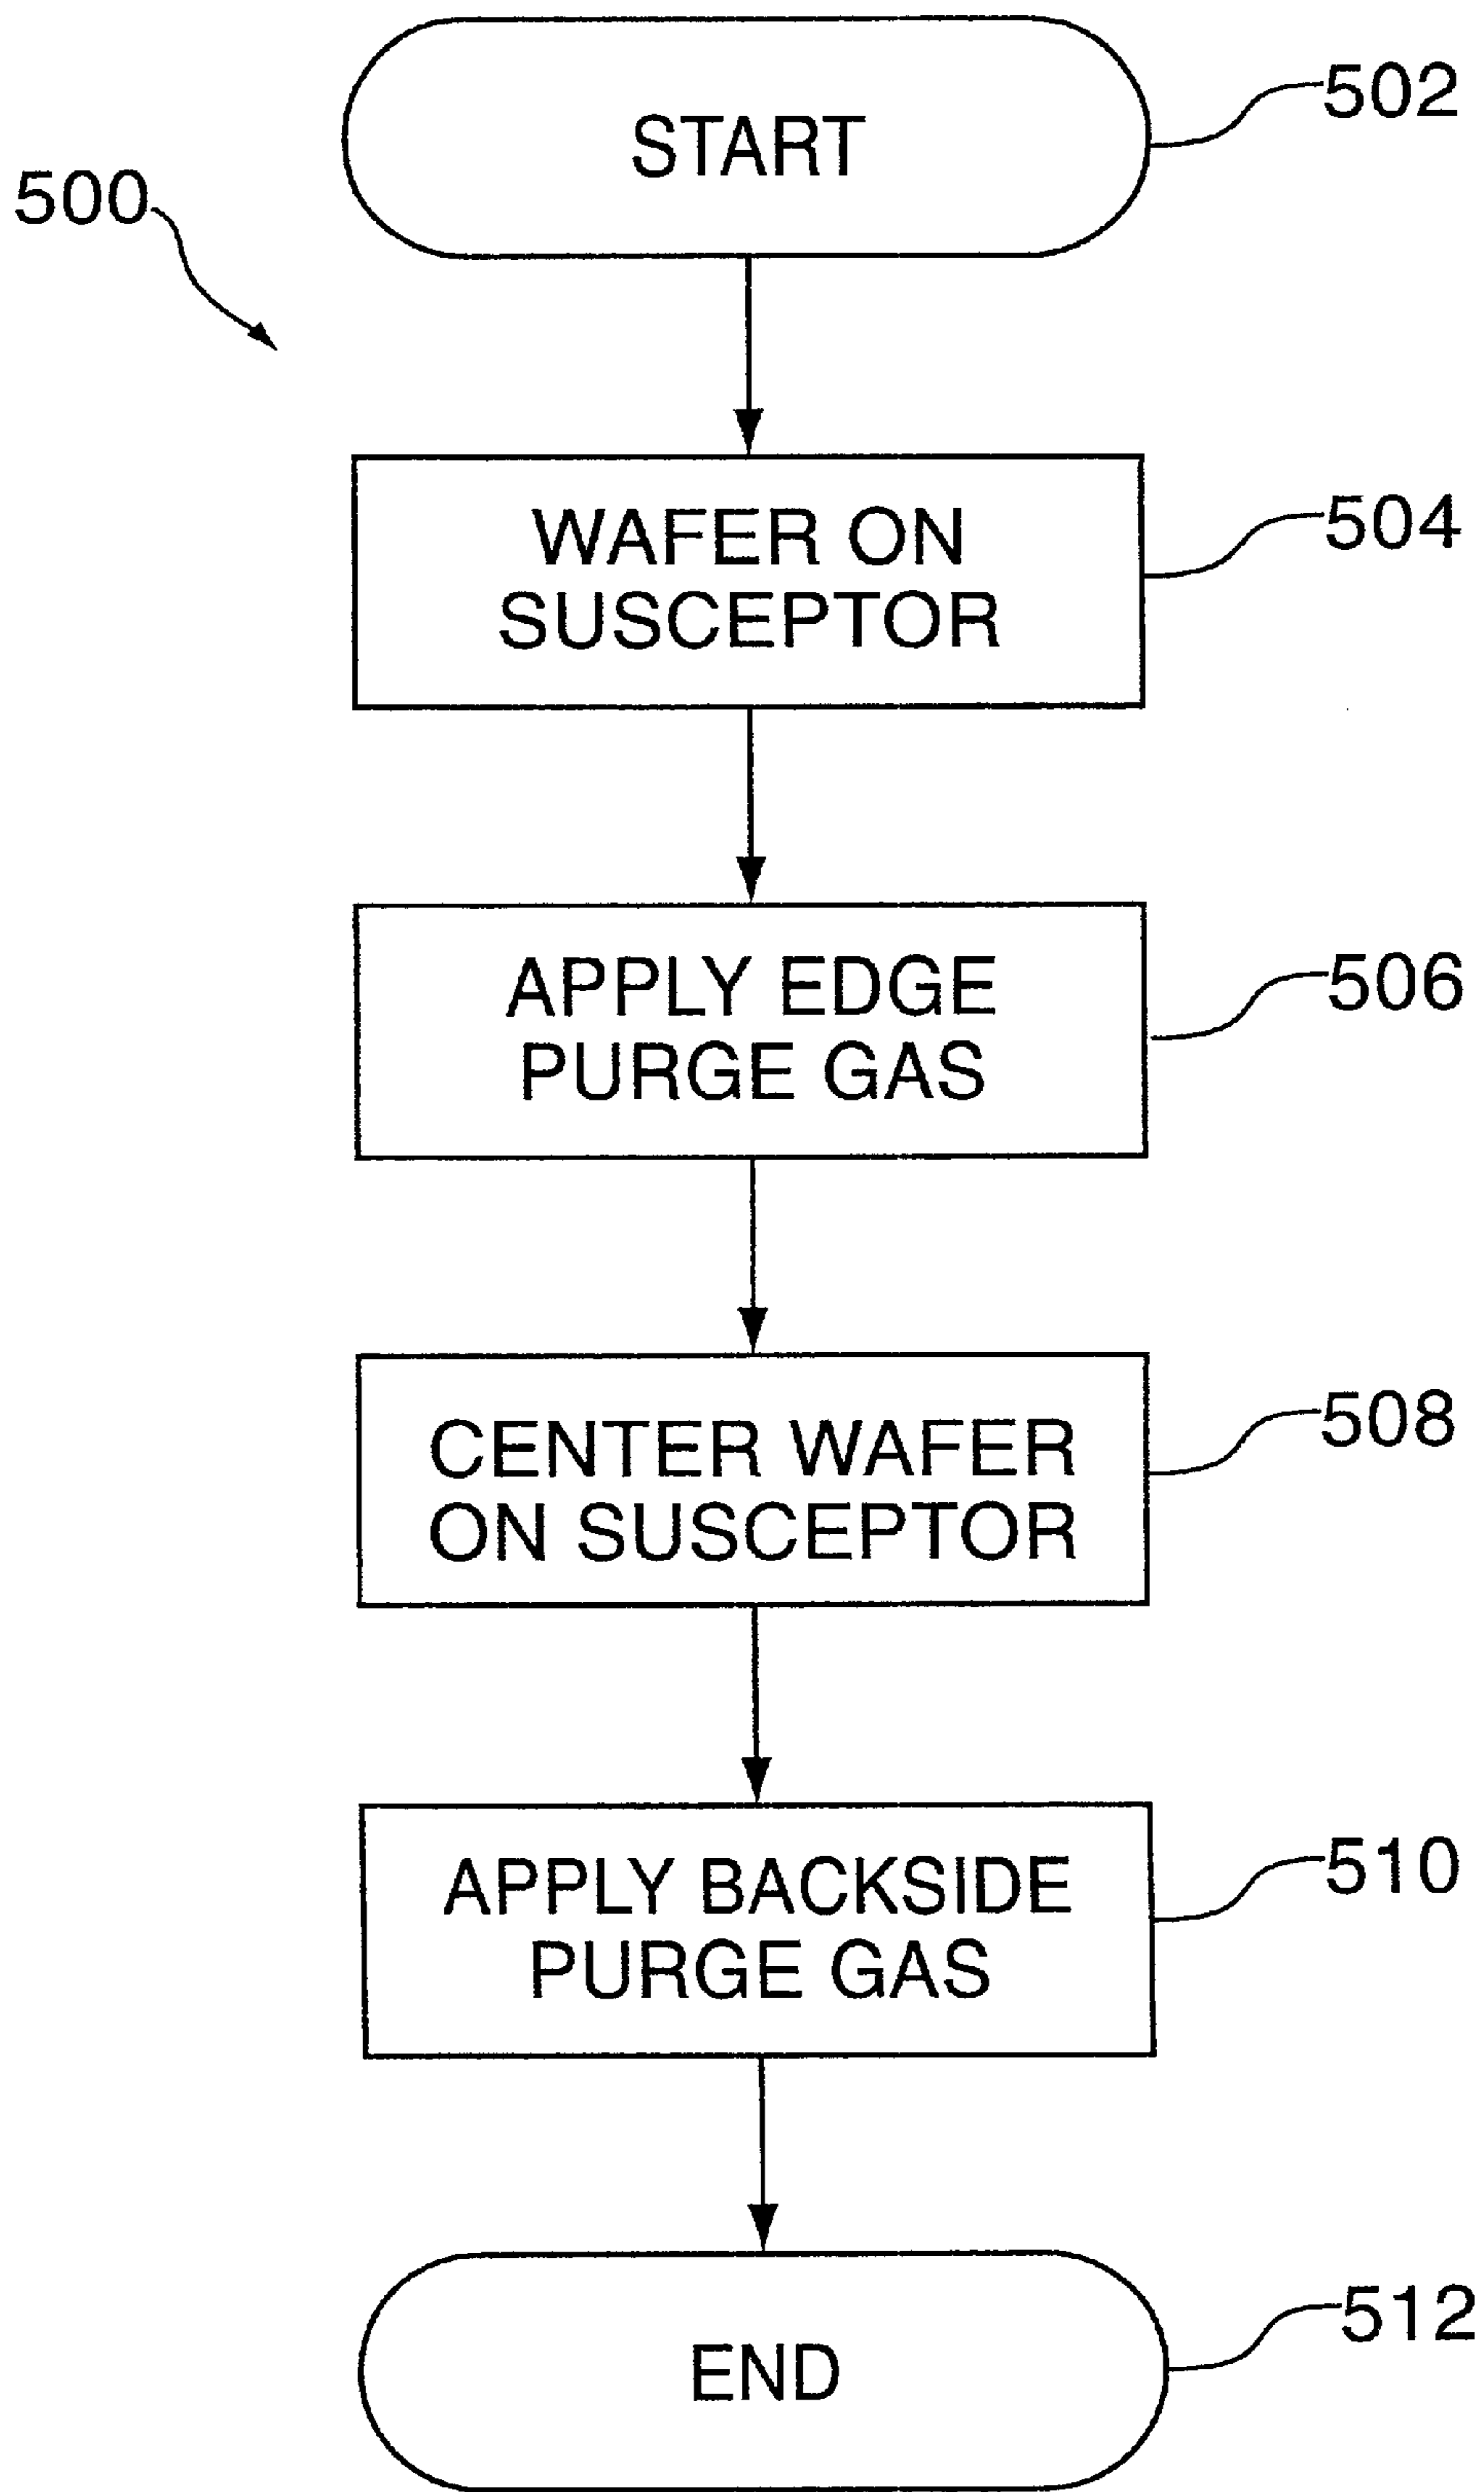 START
502
500
WAFER ON
SUSCEPTOR
504
APPLY EDGE
PURGE GAS
506
CENTER WAFER
ON SUSCEPTOR
508
APPLY BACKSIDE
PURGE GAS
510
END
512